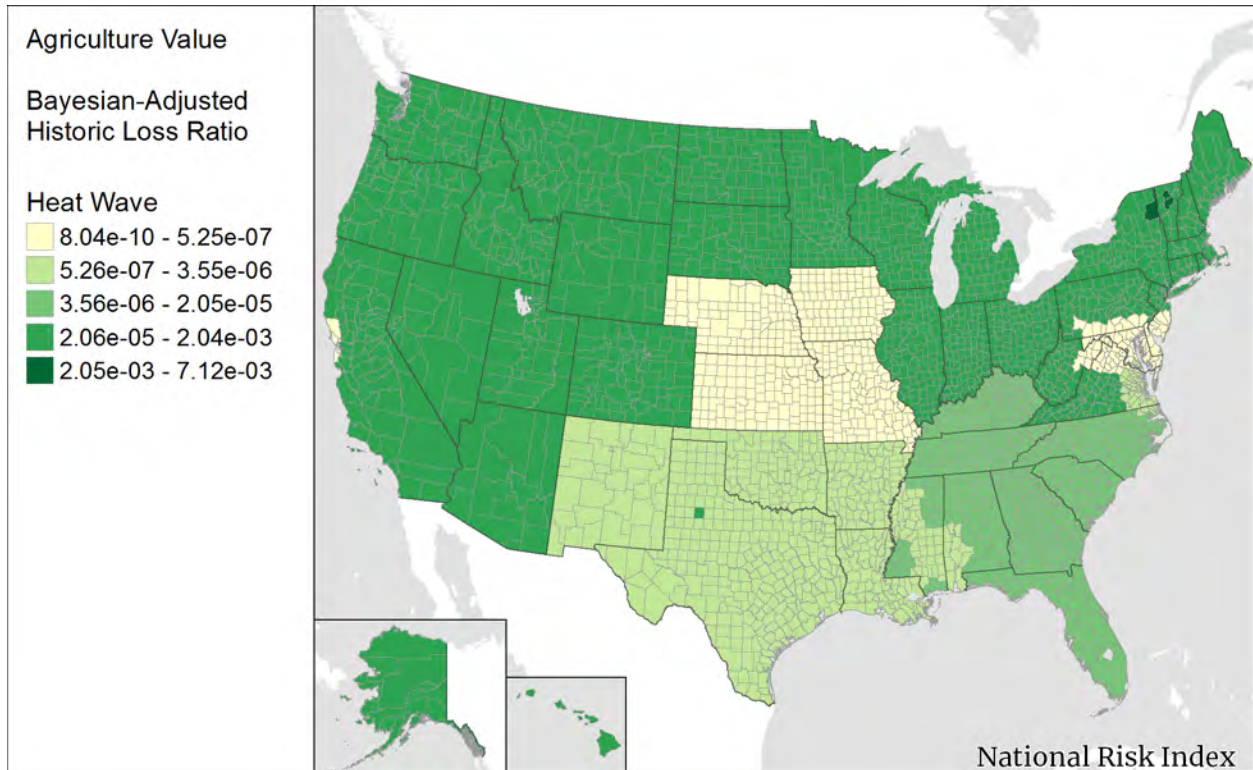 Agriculture Value
Bayesian-Adjusted
Historic Loss Ratio
Heat Wave
8.04e-10 - 5.25e-07
5.26e-07 - 3.55e-06
3.56e-06 - 2.05e-05
2.06e-05 - 2.04e-03
2.05e-03 - 7.12e-03
National Risk Index